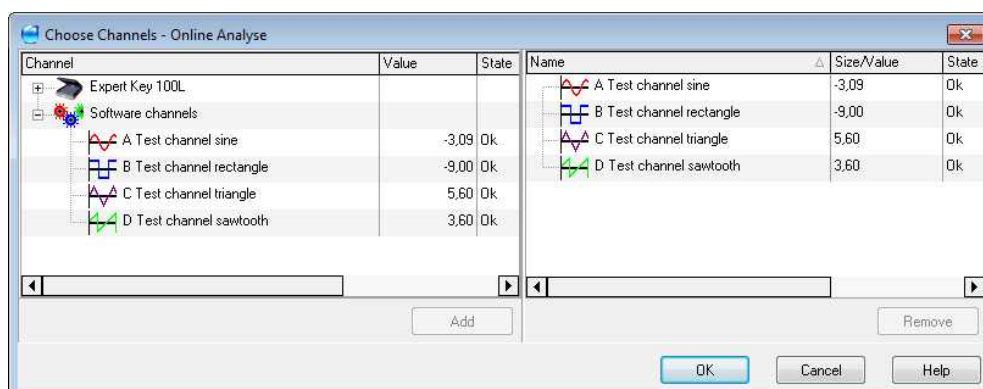 Choose Channels - Online Analyse
Channel Value State
Expert Key 100L
Software channels
A Test channel sine -3,09 Ok
B Test channel rectangle -9,00 Ok
C Test channel triangle 5,60 Ok
D Test channel sawtooth 3,60 Ok
Add
Name Size/Value State
A Test channel sine -3,09 Ok
B Test channel rectangle -9,00 Ok
C Test channel triangle 5,60 Ok
D Test channel sawtooth 3,60 Ok
Remove
OK Cancel Help